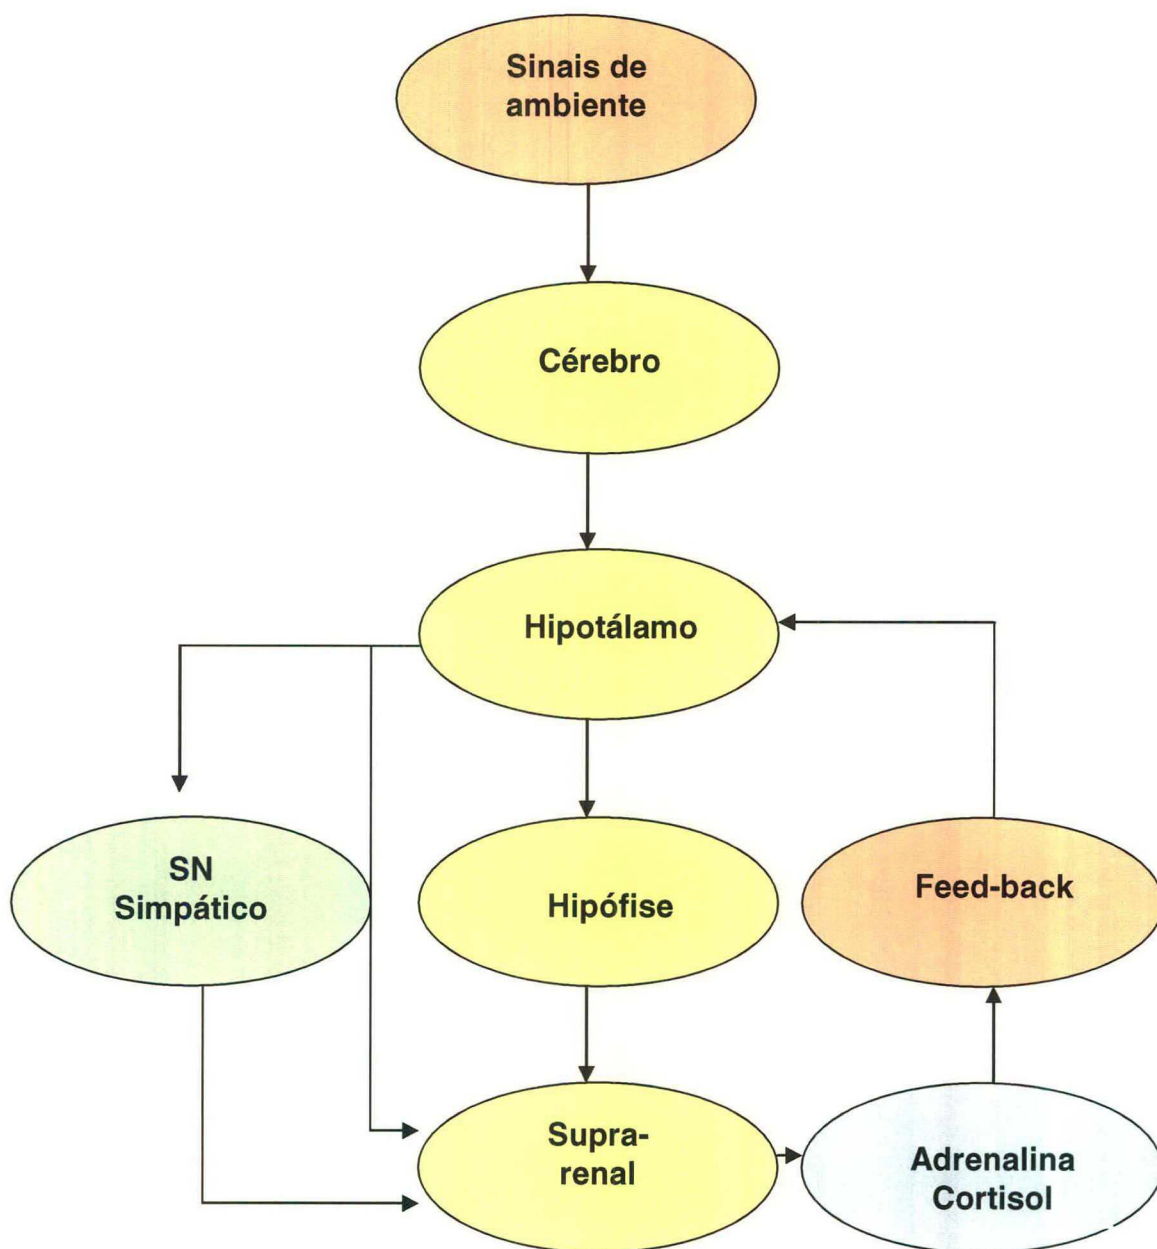 Sinais de
ambiente
Cérebro
Hipotálamo
SN
Simpático
Hipófise
Feed-back
Supra-
renal
Adrenalina
Cortisol